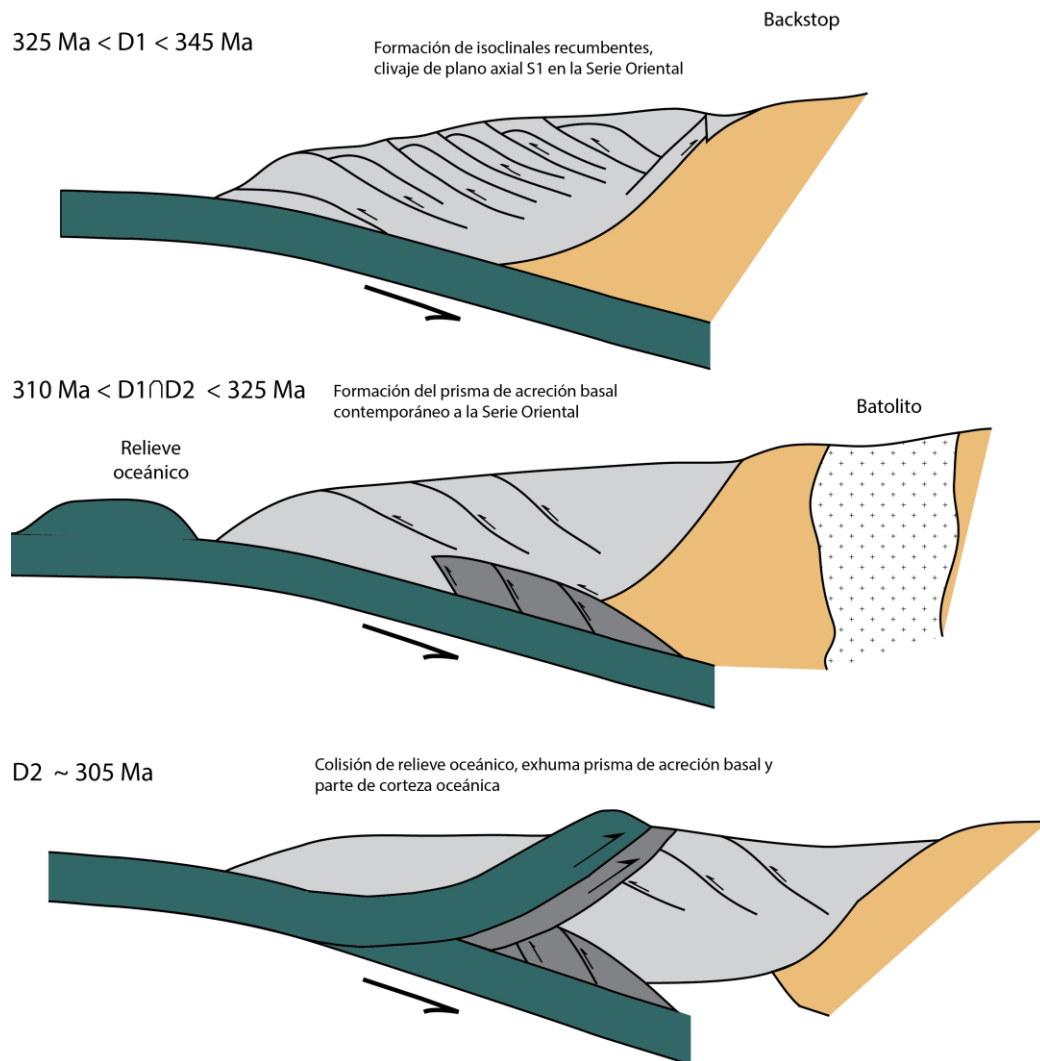 325 Ma < D1 < 345 Ma
Backstop
Formación de isoclinales recumbentes,
clivaje de plano axial S1 en la Serie Oriental
310 Ma < D1∩D2 < 325 Ma
Formación del prisma de acreción basal
contemporáneo a la Serie Oriental
Batolito
Relieve
oceánico
D2 ~ 305 Ma
Colisión de relieve oceánico, exhuma prisma de acreción basal y
parte de corteza oceánica